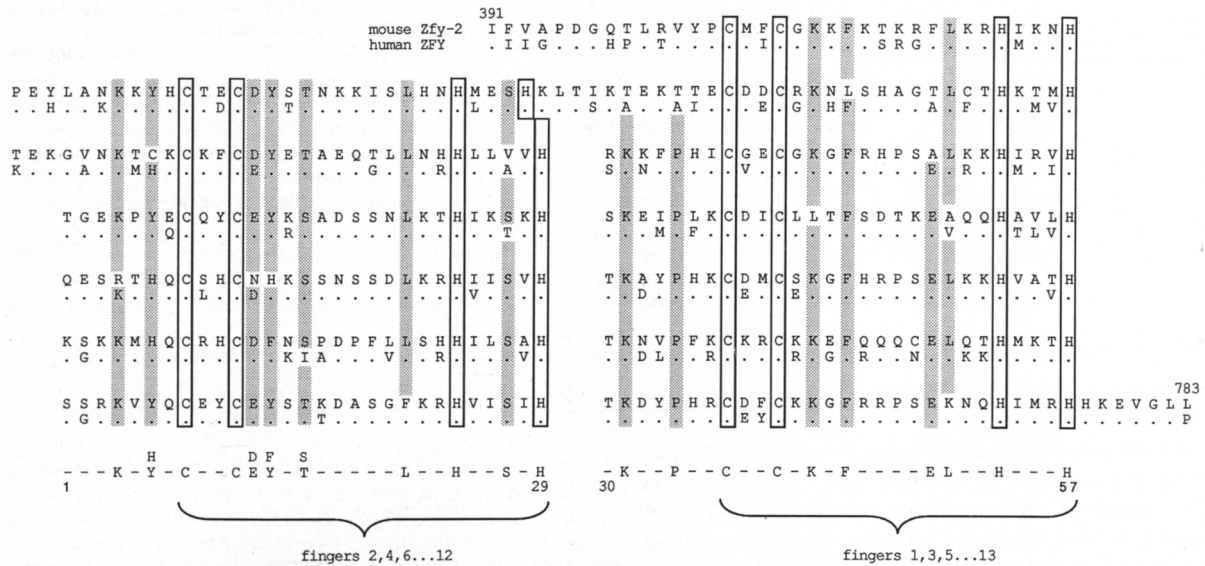 391
mouse Zfy-2 I F V A P D G Q T L R V Y P C M F C G K K F K T K R F L K R H I K N H
human ZFY . I I G . . . H P . T . . . . . I . . . . . . S R G . . . . . M . . .
P E Y L A N K K Y H C T E C D Y S T N K K I S L H N H M E S H K L T I K T E K T T E C D D C R K N L S H A G T L C T H K T M H
. . H . . K . . . . . . D . . . T . . . . . . . . . . L . . . . . . S . A . . A I . . . E . G . H F . . . . A . F . . . M V .
T E K G V N K T C K C K F C D Y E T A E Q T L L N H H L L V V H R K K F P H I C G E C G K G F R H P S A L K K H I R V H
K . . . A . . M H . . . . . E . . . . . . G . . . R . . . A . . S . N . . . . . V . . . . . . . . . . E . R . . M . I .
T G E K P Y E C Q Y C E Y K S A D S S N L K T H I K S K H S K E I P L K C D I C L L T F S D T K E A Q Q H A V L H
. . . . . . Q . . . . . . R . . . . . . . . . . . . T . . . . . M . F . . . . . . . . . . . . . . V . . . T L V .
Q E S R T H Q C S H C N H K S S N S S D L K R H I I S V H T K A Y P H K C D M C S K G F H R P S E L K K H V A T H
. . . K . . . . L . . D . . . . . . . . . . . . V . . . . . . D . . . . . E . . E . . . . . . . . . . . . . . V .
K S K K M H Q C R H C D F N S P D P F L L S H H I L S A H T K N V P F K C K R C K K E F Q Q Q C E L Q T H M K T H
. G . . . . . . . . . . . K I A . . . V . . R . . . . V . . . D L . . R . . . . R . G . R . . N . . K K . . . . .
S S R K V Y Q C E Y C E Y S T K D A S G F K R H V I S I H T K D Y P H R C D F C K K G F R R P S E K N Q H I M R H H K E V G L L
783
. G . . . . . . . . . . . . . T . . . . . . . . . . . . . . . . . . . . . E Y . . . . . . . . . . . . . . . . . . . . . . . . P
H D F S
- - K - Y - C - - C E Y - T - - - - - L - - H - - S - H - K - P - - C - - C - K - F - - - - E L - - H - - - H
1 29 30 57
fingers 2,4,6...12 fingers 1,3,5...13